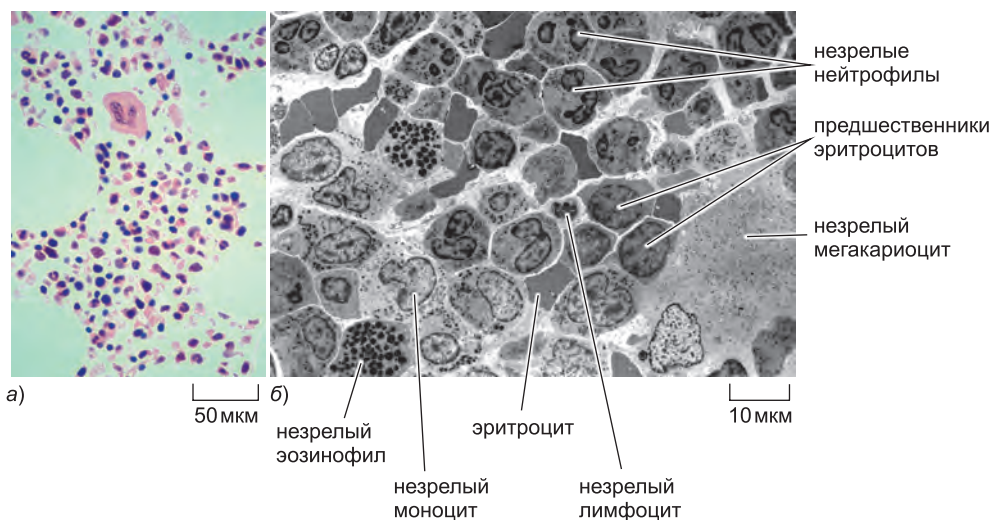 незрелые
нейтрофилы
предшественники
эритроцитов
незрелый
мегакариоцит
а)
50 мкм
б)
10 мкм
незрелый
эозинофил
эритроцит
незрелый
моноцит
незрелый
лимфоцит